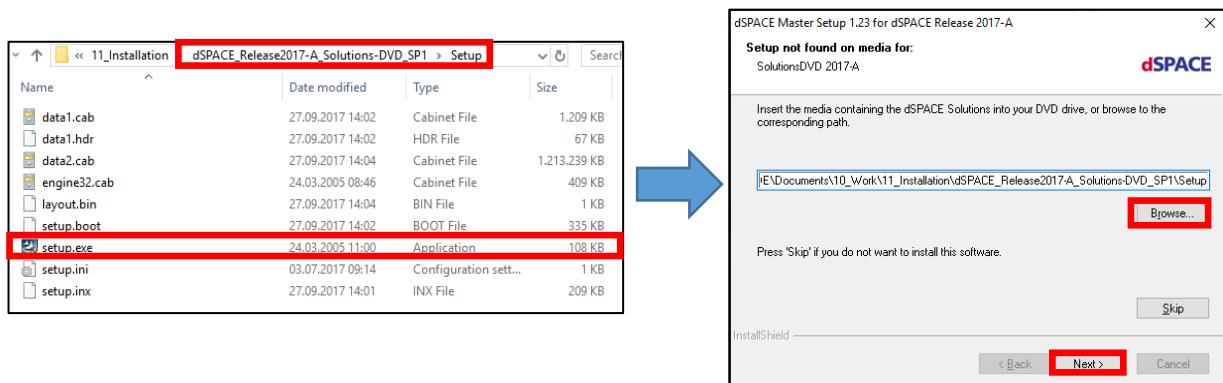 « 11_Installation dSPACE_Release2017-A_Solutions-DVD_SP1 › Setup
Name Date modified Type Size
data1.cab 27.09.2017 14:02 Cabinet File 1.209 KB
data1.hdr 27.09.2017 14:02 HDR File 67 KB
data2.cab 27.09.2017 14:04 Cabinet File 1.213.239 KB
engine32.cab 24.03.2005 08:46 Cabinet File 409 KB
layout.bin 27.09.2017 14:04 BIN File 1 KB
setup.boot 27.09.2017 14:02 BOOT File 335 KB
setup.exe 24.03.2005 11:00 Application 108 KB
setup.ini 03.07.2017 09:14 Configuration sett... 1 KB
setup.inx 27.09.2017 14:01 INX File 209 KB
dSPACE Master Setup 1.23 for dSPACE Release 2017-A
Setup not found on media for:
SolutionsDVD 2017-A
dSPACE
Insert the media containing the dSPACE Solutions into your DVD drive, or browse to the
corresponding path.
E\Documents\10_Work\11_Installation\dSPACE_Release2017-A_Solutions-DVD_SP1\Setup
Browse...
Press 'Skip' if you do not want to install this software.
Skip
InstallShield
< Back Next > Cancel